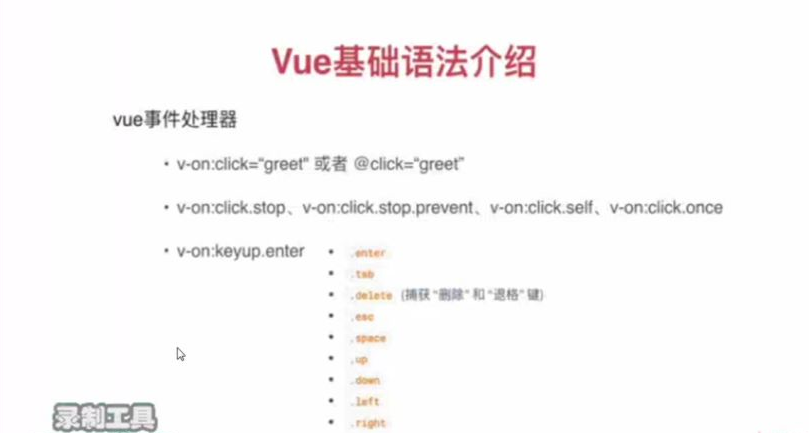 Vue基础语法介绍
vue事件处理器
• v-on:click=“greet” 或者 @click=“greet”
• v-on:click.stop、v-on:click.stop.prevent、v-on:click.self、v-on:click.once
• v-on:keyup.enter
• .enter
• .tab
• .delete (捕获 “删除” 和 “退格” 键)
• .esc
• .space
• .up
• .down
• .left
• .right
录制工具